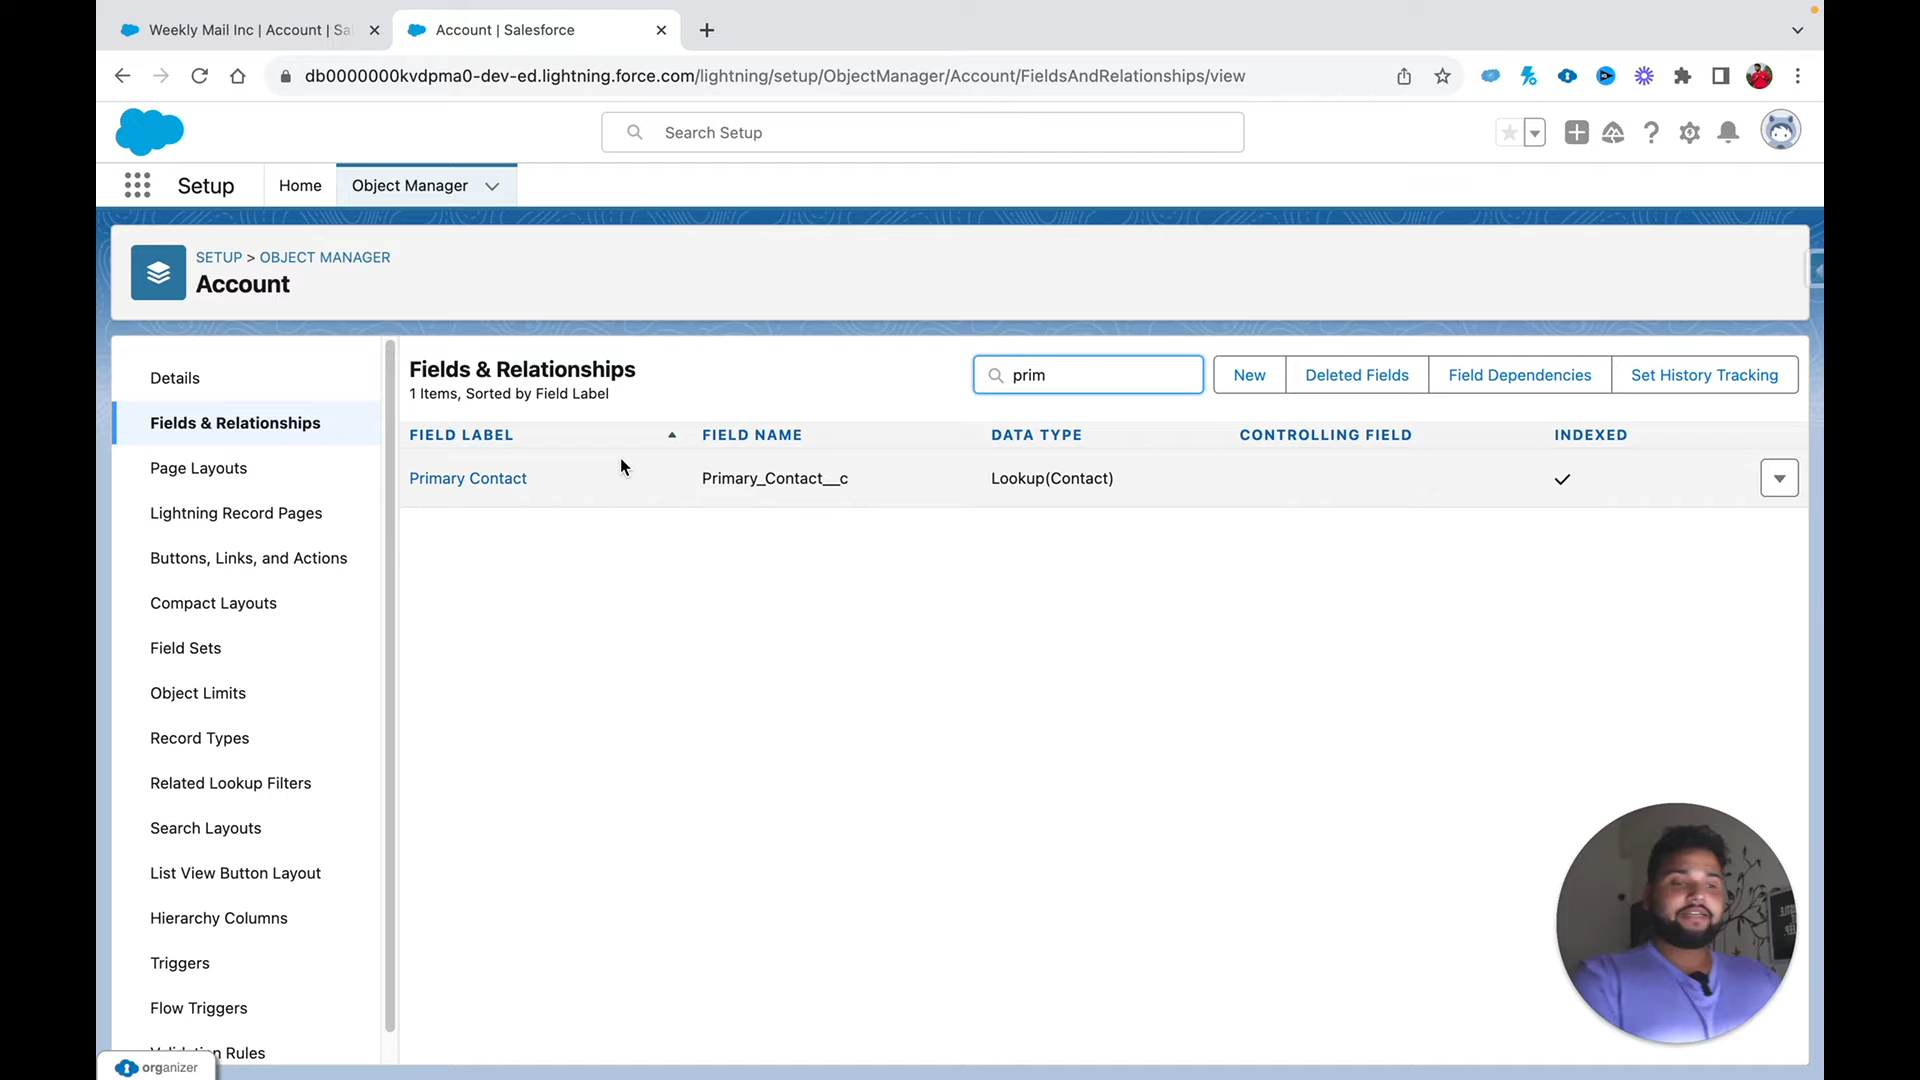 Weekly Mail Inc | Account | Sa
Account | Salesforce
db0000000kvdpma0-dev-ed.lightning.force.com/lightning/setup/ObjectManager/Account/FieldsAndRelationships/view
Search Setup
Setup
Home
Object Manager
SETUP > OBJECT MANAGER
Account
Details
Fields & Relationships
Page Layouts
Lightning Record Pages
Buttons, Links, and Actions
Compact Layouts
Field Sets
Object Limits
Record Types
Related Lookup Filters
Search Layouts
List View Button Layout
Hierarchy Columns
Triggers
Flow Triggers
Validation Rules
organizer
Fields & Relationships
1 Items, Sorted by Field Label
prim
New
Deleted Fields
Field Dependencies
Set History Tracking
FIELD LABEL FIELD NAME DATA TYPE CONTROLLING FIELD INDEXED
Primary Contact Primary_Contact__c Lookup(Contact)